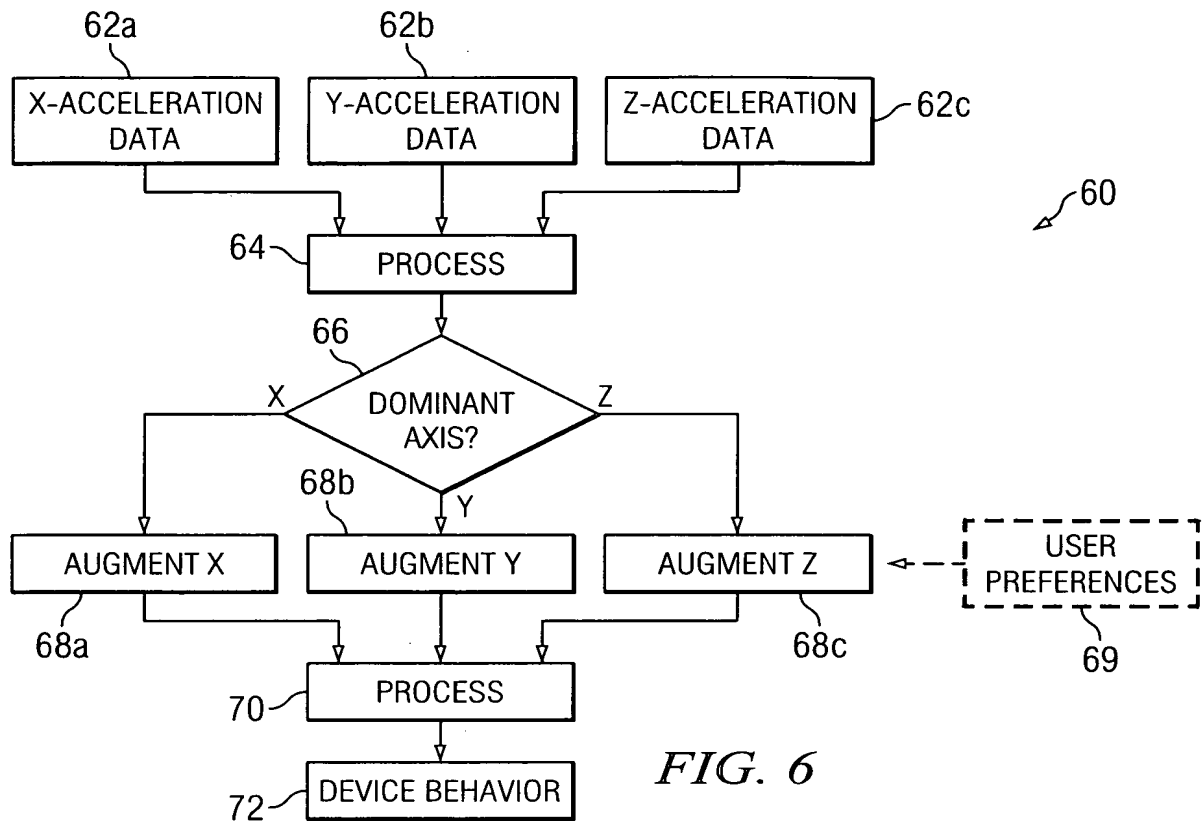 62a
62b
X-ACCELERATION
DATA
Y-ACCELERATION
DATA
Z-ACCELERATION
DATA
62c
60
64
PROCESS
66
X
DOMINANT
AXIS?
Z
Y
68b
AUGMENT X
AUGMENT Y
AUGMENT Z
USER
PREFERENCES
68a
68c
69
70
PROCESS
72
DEVICE BEHAVIOR
FIG. 6